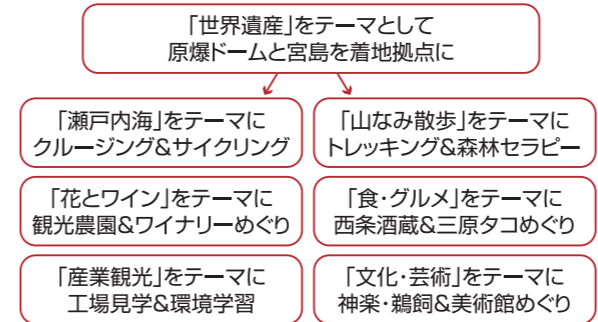 「世界遺産」をテーマとして
原爆ドームと宮島を着地拠点に
「瀬戸内海」をテーマに
クルージング&サイクリング
「山なみ散歩」をテーマに
トレッキング&森林セラピー
「花とワイン」をテーマに
観光農園&ワイナリーめぐり
「食・グルメ」をテーマに
西条酒蔵&三原タコめぐり
「産業観光」をテーマに
工場見学&環境学習
「文化・芸術」をテーマに
神楽・鵜飼&美術館めぐり